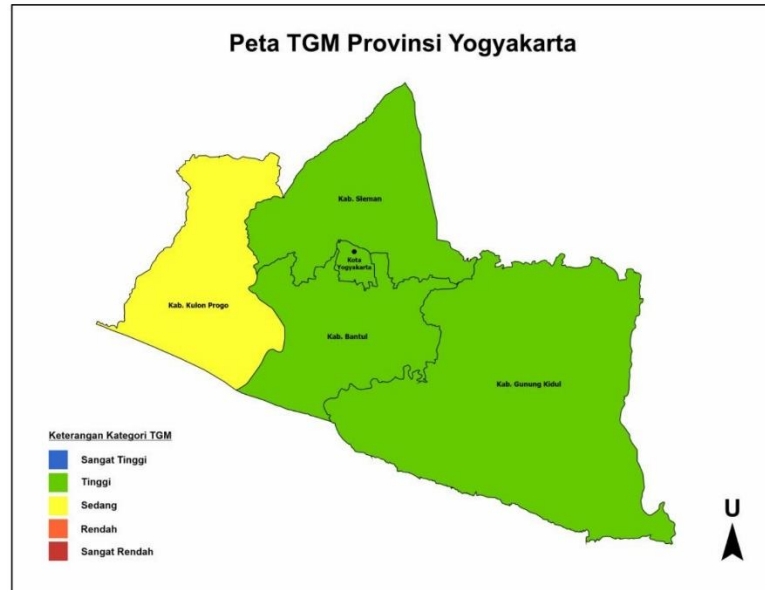 Peta TGM Provinsi Yogyakarta
Kab. Sleman
Kota
Yogyakarta
Kab. Kulon Progo
Kab. Bantul
Kab. Gunung Kidul
Keterangan Kategori TGM
Sangat Tinggi
Tinggi
Sedang
Rendah
Sangat Rendah
U